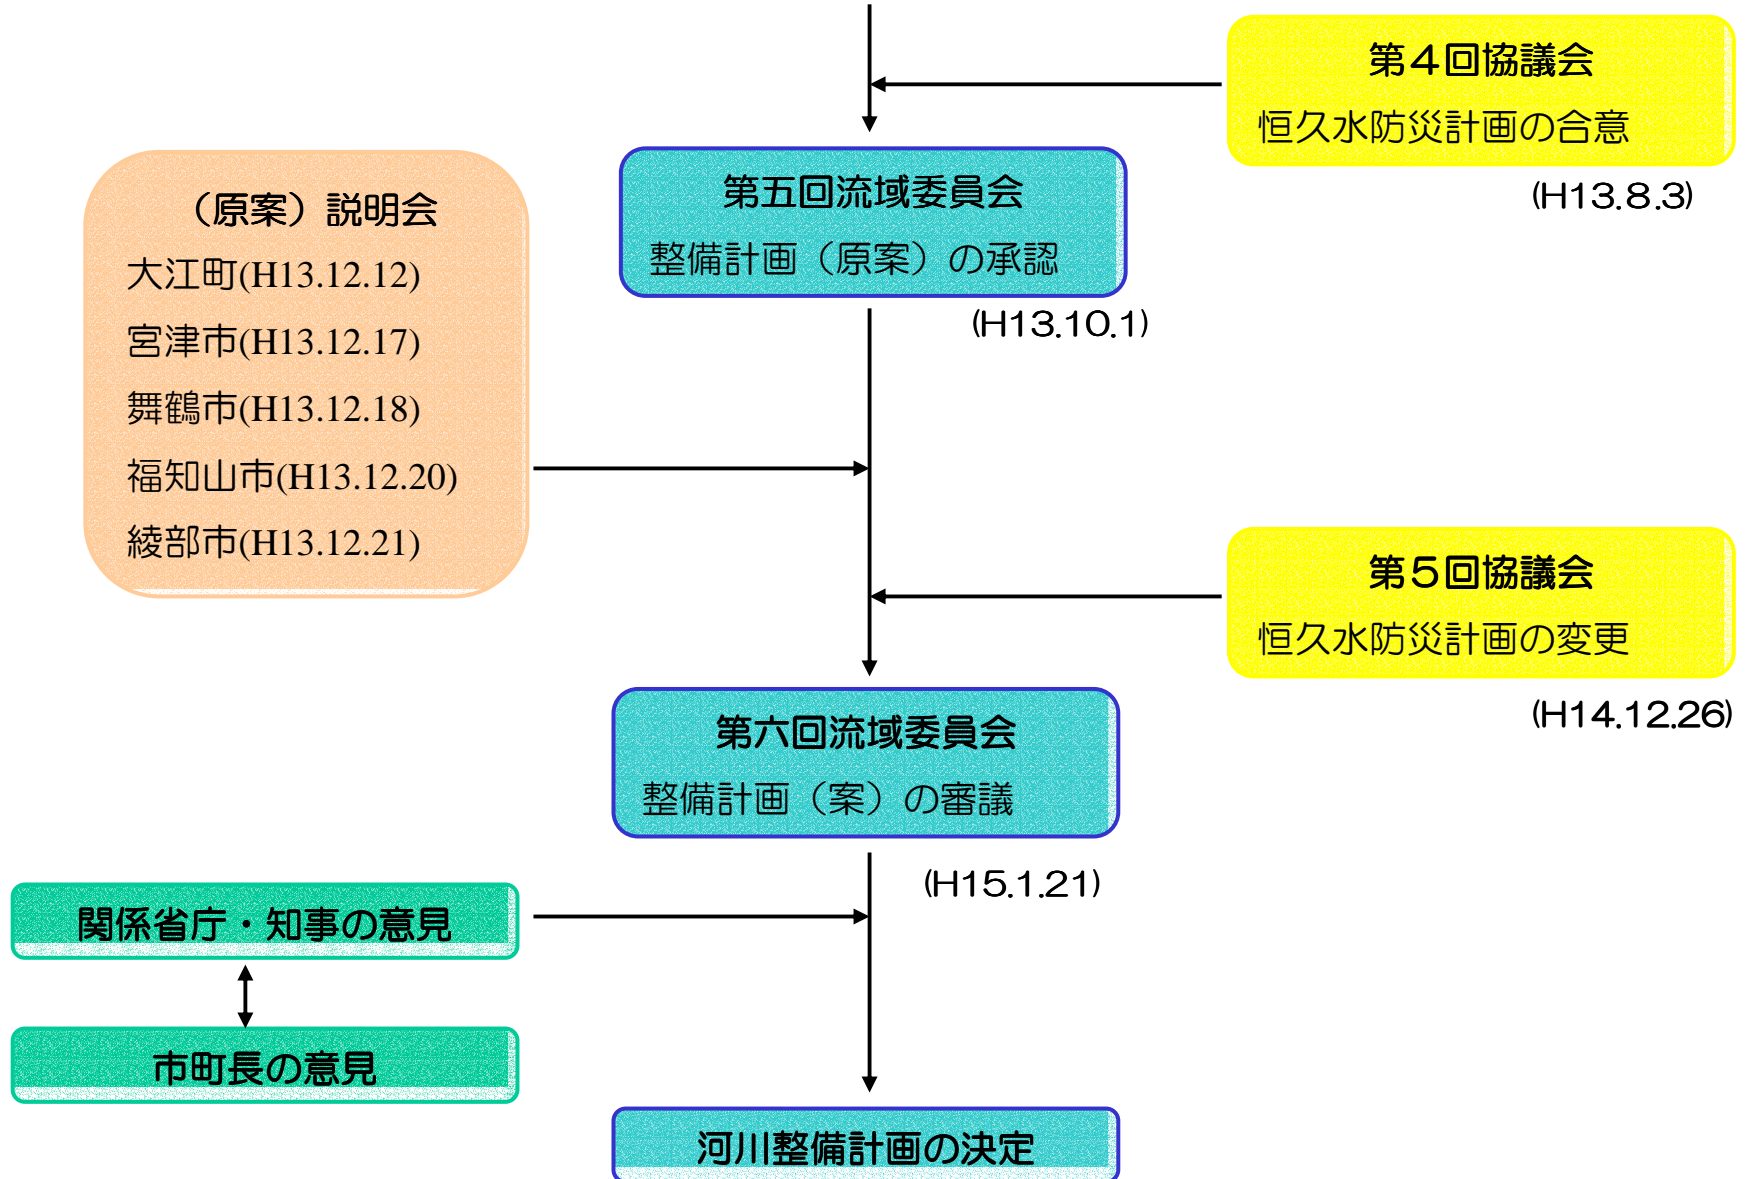 第４回協議会
恒久水防災計画の合意
(H13.8.3)
第五回流域委員会
整備計画（原案）の承認
(H13.10.1)
（原案）説明会
大江町(H13.12.12)
宮津市(H13.12.17)
舞鶴市(H13.12.18)
福知山市(H13.12.20)
綾部市(H13.12.21)
第５回協議会
恒久水防災計画の変更
(H14.12.26)
第六回流域委員会
整備計画（案）の審議
(H15.1.21)
関係省庁・知事の意見
市町長の意見
河川整備計画の決定